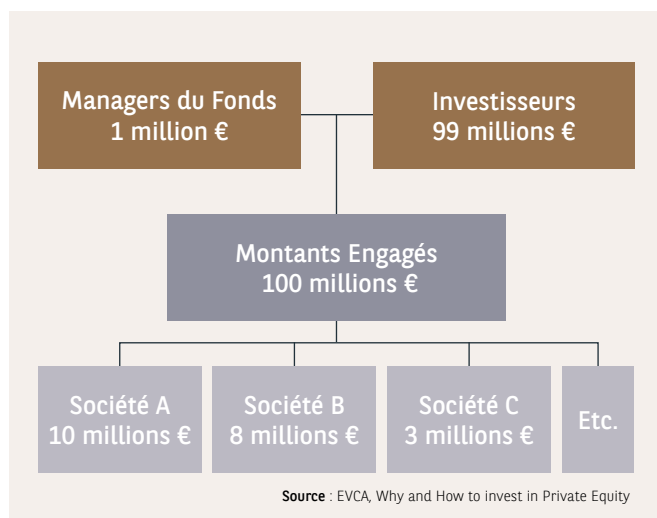 Managers du Fonds
1 million €
Investisseurs
99 millions €
Montants Engagés
100 millions €
Société A
10 millions €
Société B
8 millions €
Société C
3 millions €
Etc.
Source : EVCA, Why and How to invest in Private Equity